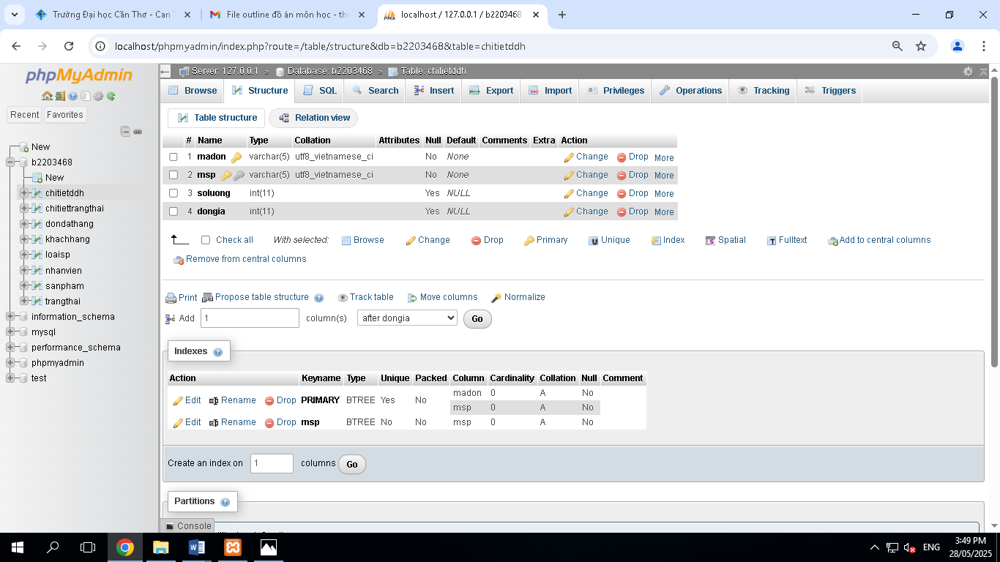 Trường Đại học Cần Thơ - Can T
File outline đồ án môn học - the
localhost / 127.0.0.1 / b2203468
localhost/phpmyadmin/index.php?route=/table/structure&db=b2203468&table=chitietddh
phpMyAdmin
Recent Favorites
New
b2203468
New
chitietddh
chitiettrangthai
dondathang
khachhang
loaisp
nhanvien
sanpham
trangthai
information_schema
mysql
performance_schema
phpmyadmin
test
Server: 127.0.0.1 » Database: b2203468 » Table: chitietddh
Browse Structure SQL Search Insert Export Import Privileges Operations Tracking Triggers
Table structure Relation view
# Name Type Collation Attributes Null Default Comments Extra Action
1 madon varchar(5) utf8_vietnamese_ci No None Change Drop More
2 msp varchar(5) utf8_vietnamese_ci No None Change Drop More
3 soluong int(11) Yes NULL Change Drop More
4 dongia int(11) Yes NULL Change Drop More
Check all With selected: Browse Change Drop Primary Unique Index Spatial Fulltext Add to central columns
Remove from central columns
Print Propose table structure Track table Move columns Normalize
Add 1 column(s) after dongia Go
Indexes
Action Keyname Type Unique Packed Column Cardinality Collation Null Comment
Edit Rename Drop PRIMARY BTREE Yes No madon 0 A No
msp 0 A No
Edit Rename Drop msp BTREE No No msp 0 A No
Create an index on 1 columns Go
Partitions
Console
ENG
3:49 PM
28/05/2025